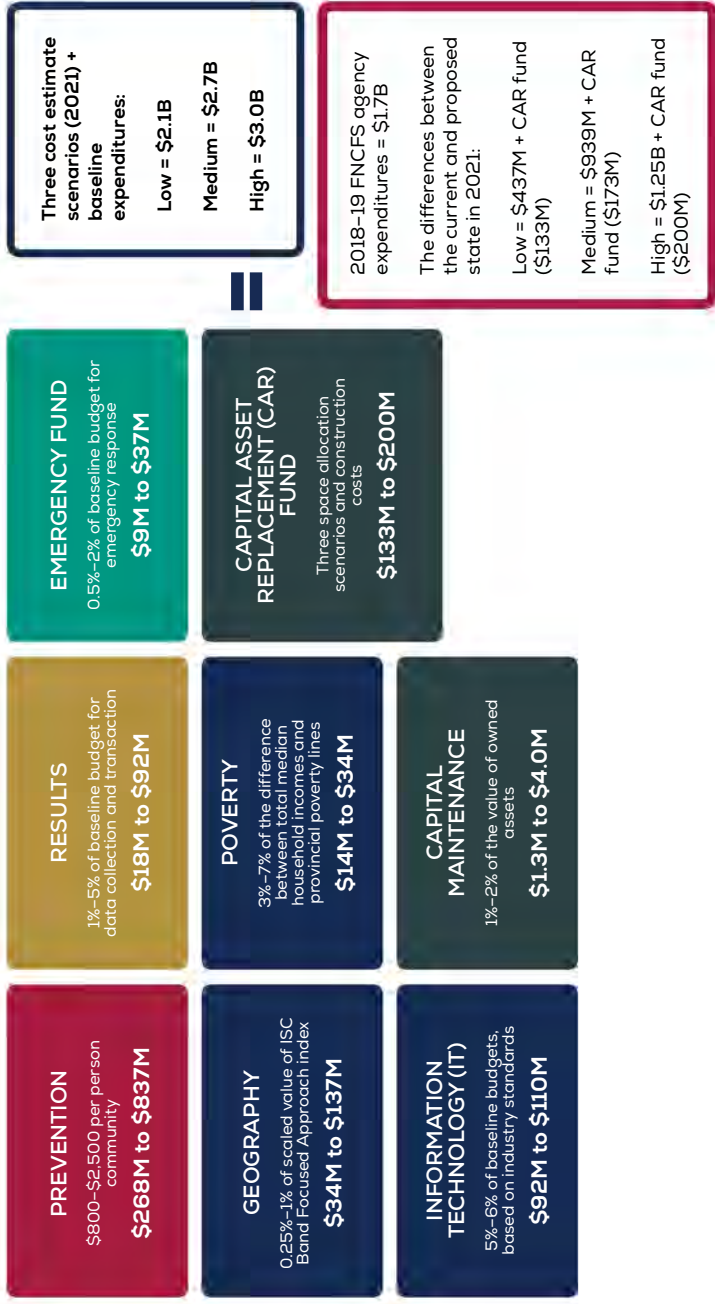 PREVENTION
$800–$2,500 per person
community
$268M to $837M
RESULTS
1%–5% of baseline budget for
data collection and transaction
$18M to $92M
EMERGENCY FUND
0.5%–2% of baseline budget for
emergency response
$9M to $37M
GEOGRAPHY
0.25%–1% of scaled value of ISC
Band Focused Approach index
$34M to $137M
POVERTY
3%–7% of the difference
between total median
household incomes and
provincial poverty lines
$14M to $34M
CAPITAL ASSET
REPLACEMENT (CAR)
FUND
Three space allocation
scenarios and construction
costs
$133M to $200M
INFORMATION
TECHNOLOGY (IT)
5%–6% of baseline budgets,
based on industry standards
$92M to $110M
CAPITAL
MAINTENANCE
1%–2% of the value of owned
assets
$1.3M to $4.0M
=
Three cost estimate
scenarios (2021) +
baseline
expenditures:
Low = $2.1B
Medium = $2.7B
High = $3.0B
2018–19 FNCFS agency
expenditures = $1.7B
The differences between
the current and proposed
state in 2021:
Low = $437M + CAR fund
($133M)
Medium = $939M + CAR
fund ($173M)
High = $1.25B + CAR fund
($200M)